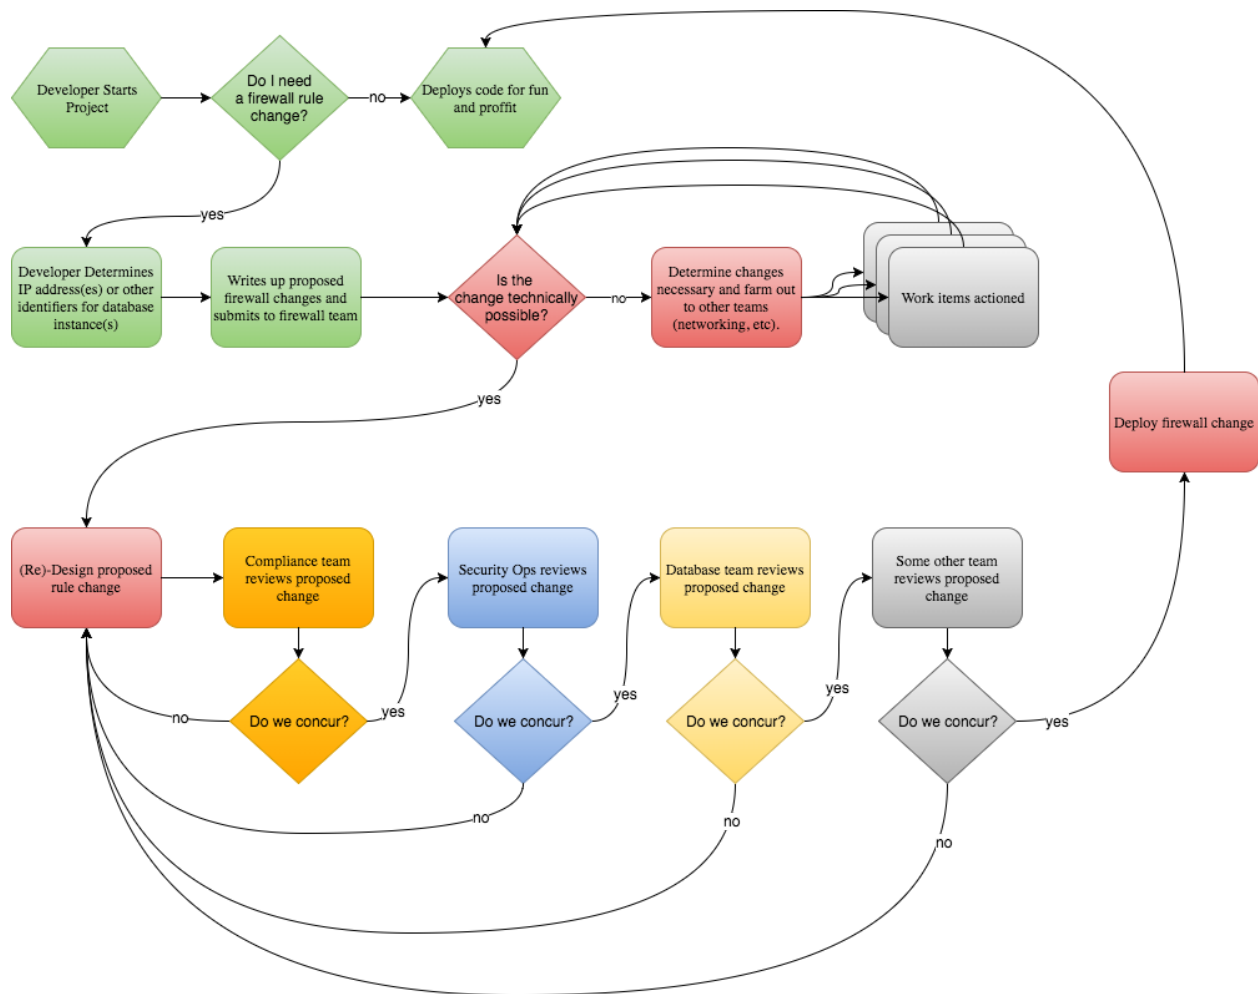 Developer Starts
Project
Do I need
a firewall rule
change?
no
Deploys code for fun
and proffit
yes
Developer Determines
IP address(es) or other
identifiers for database
instance(s)
Writes up proposed
firewall changes and
submits to firewall team
Is the
change technically
possible?
no
Determine changes
necessary and farm out
to other teams
(networking, etc).
Work items actioned
yes
Deploy firewall change
(Re)-Design proposed
rule change
Compliance team
reviews proposed
change
Security Ops reviews
proposed change
Database team reviews
proposed change
Some other team
reviews proposed
change
no
Do we concur?
yes
Do we concur?
yes
Do we concur?
yes
Do we concur?
yes
no
no
no